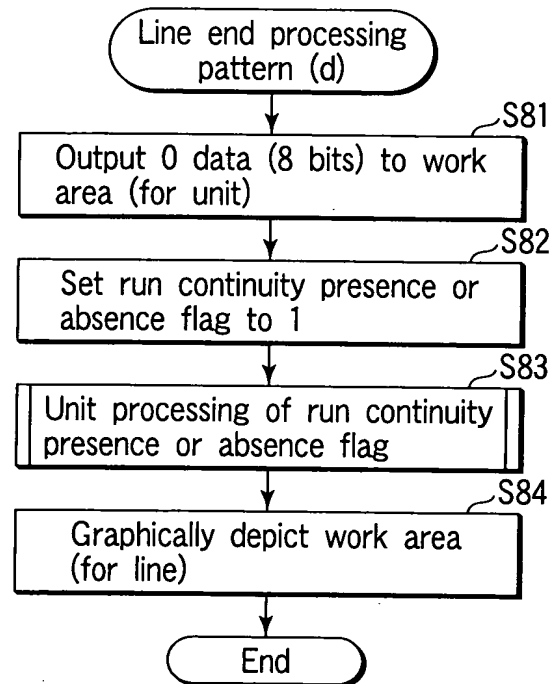 Line end processing
pattern (d)
S81
Output 0 data (8 bits) to work
area (for unit)
S82
Set run continuity presence or
absence flag to 1
S83
Unit processing of run continuity
presence or absence flag
S84
Graphically depict work area
(for line)
End